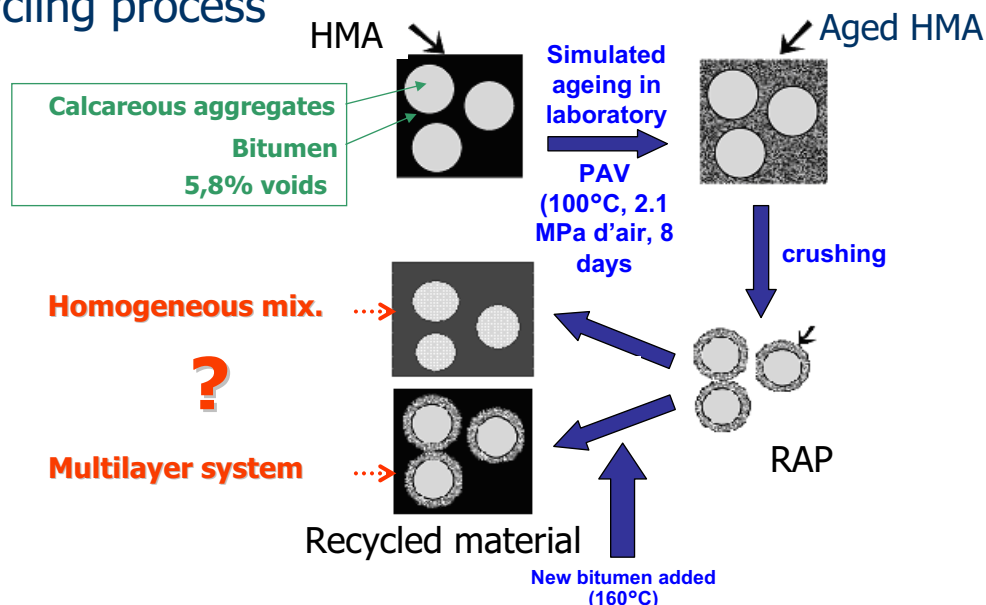 cycling process
HMA
Aged HMA
Calcareous aggregates
Bitumen
5,8% voids
Simulated
ageing in
laboratory
PAV
(100°C, 2.1
MPa d'air, 8
days
crushing
Homogeneous mix.
?
Multilayer system
RAP
Recycled material
New bitumen added
(160°C)